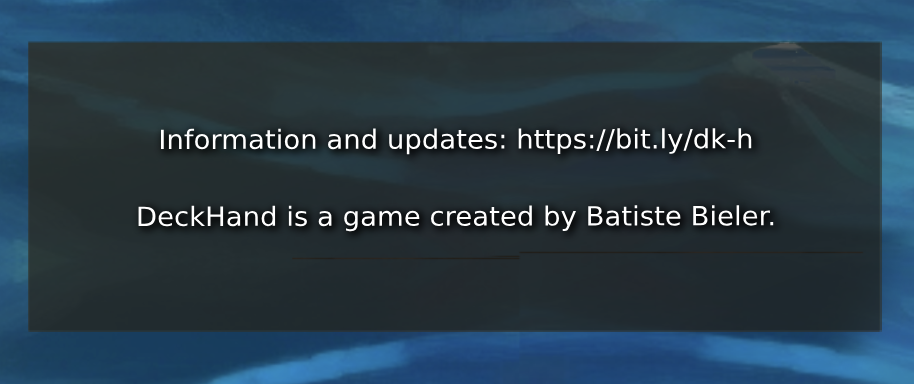 Information and updates: https://bit.ly/dk-h
DeckHand is a game created by Batiste Bieler.